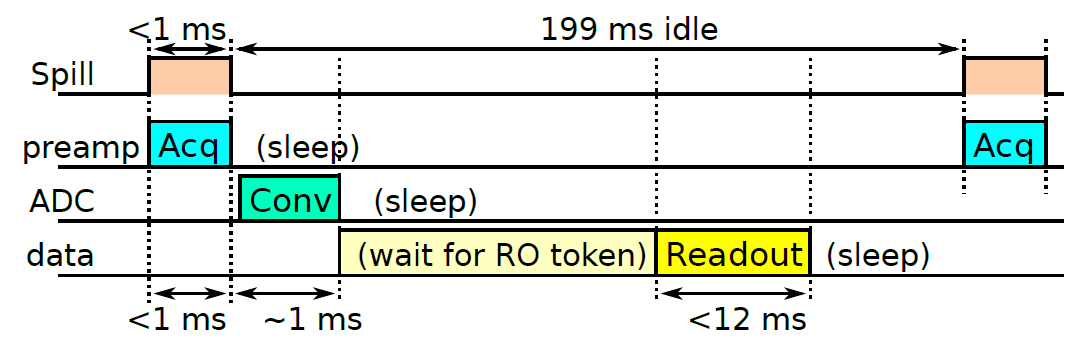 <1 ms 199 ms idle
Spill
preamp Acq (sleep) Acq
ADC Conv (sleep)
data (wait for RO token) Readout (sleep)
<1 ms ~1 ms <12 ms